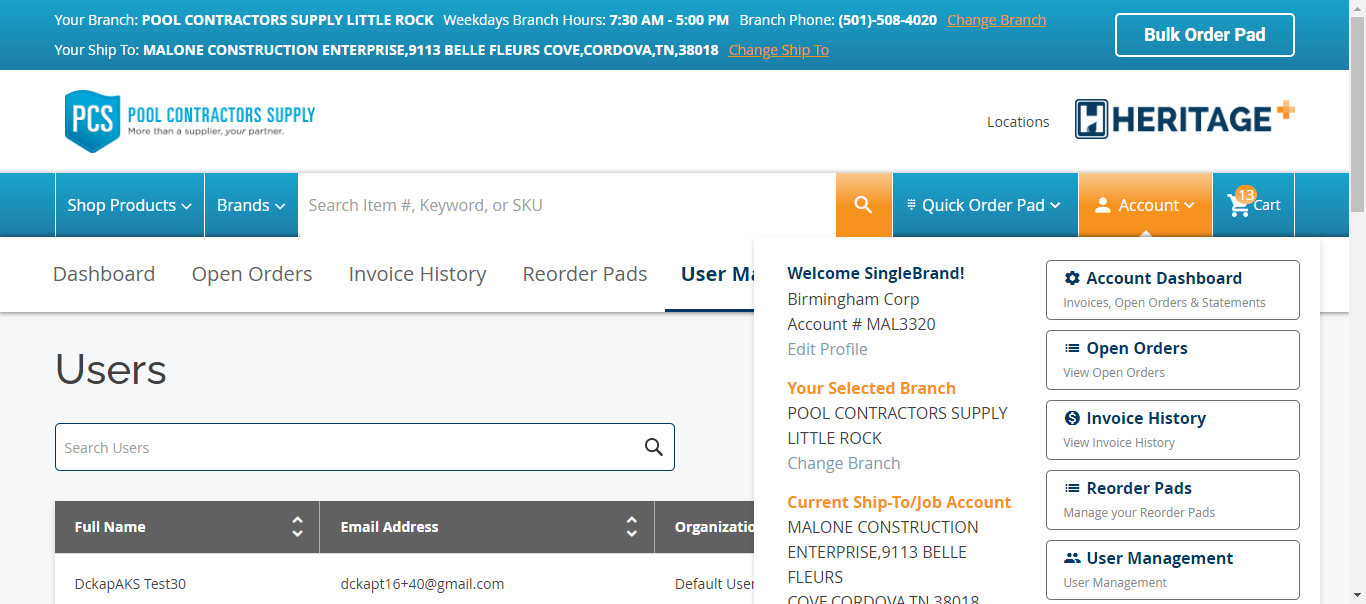 Your Branch: POOL CONTRACTORS SUPPLY LITTLE ROCK Weekdays Branch Hours: 7:30 AM - 5:00 PM Branch Phone: (501)-508-4020 Change Branch
Your Ship To: MALONE CONSTRUCTION ENTERPRISE,9113 BELLE FLEURS COVE,CORDOVA,TN,38018 Change Ship To
Bulk Order Pad
PCS POOL CONTRACTORS SUPPLY
More than a supplier, your partner.
Locations
H HERITAGE+
Shop Products
Brands
Search Item #, Keyword, or SKU
Quick Order Pad
Account
13
Cart
Dashboard
Open Orders
Invoice History
Reorder Pads
User Ma
Users
Search Users
Full Name
Email Address
Organizatio
DckapAKS Test30
dckapt16+40@gmail.com
Default User
Welcome SingleBrand!
Birmingham Corp
Account # MAL3320
Edit Profile
Your Selected Branch
POOL CONTRACTORS SUPPLY
LITTLE ROCK
Change Branch
Current Ship-To/Job Account
MALONE CONSTRUCTION
ENTERPRISE,9113 BELLE
FLEURS
COVE,CORDOVA,TN,38018
Account Dashboard
Invoices, Open Orders & Statements
Open Orders
View Open Orders
Invoice History
View Invoice History
Reorder Pads
Manage your Reorder Pads
User Management
User Management